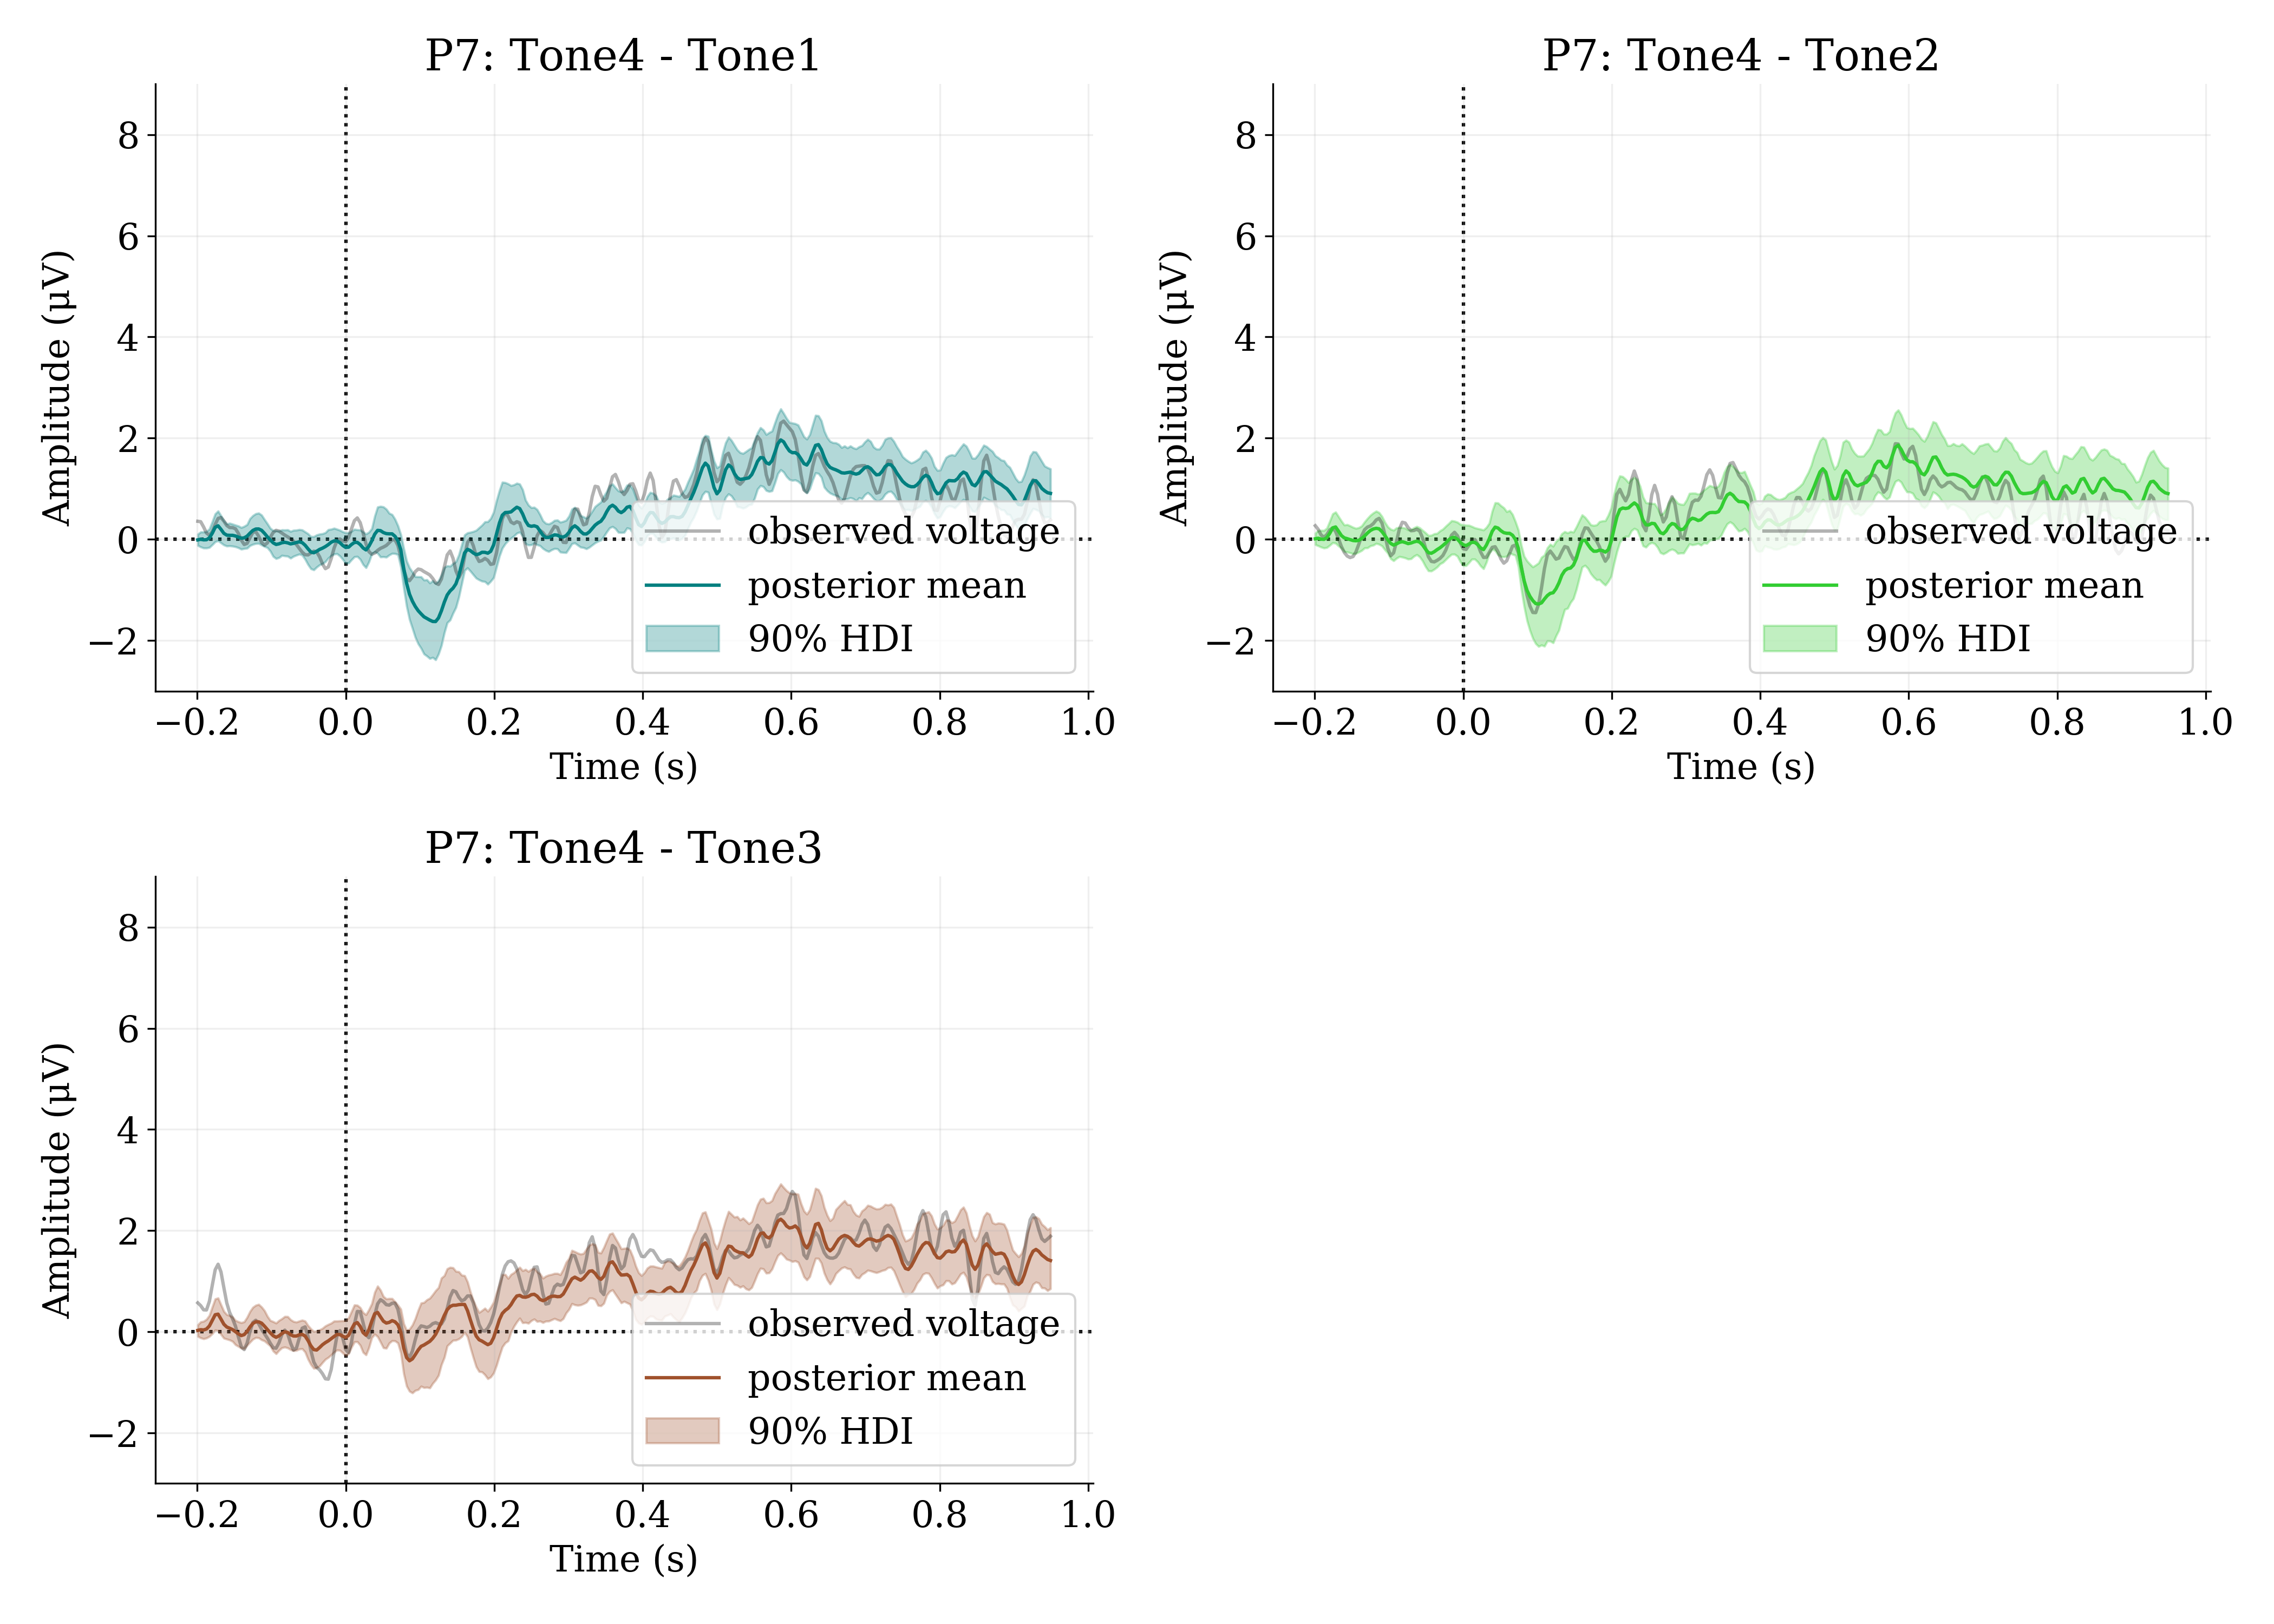 P7: Tone4 - Tone1
8
6
4
2
0
−2
Amplitude (μV)
observed voltage
posterior mean
90% HDI
−0.2 0.0 0.2 0.4 0.6 0.8 1.0
Time (s)
P7: Tone4 - Tone2
8
6
4
2
0
−2
Amplitude (μV)
observed voltage
posterior mean
90% HDI
−0.2 0.0 0.2 0.4 0.6 0.8 1.0
Time (s)
P7: Tone4 - Tone3
8
6
4
2
0
−2
Amplitude (μV)
observed voltage
posterior mean
90% HDI
−0.2 0.0 0.2 0.4 0.6 0.8 1.0
Time (s)